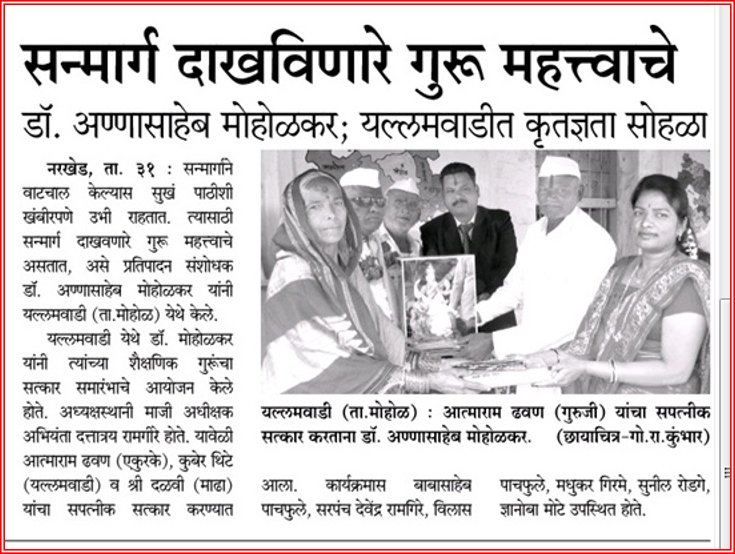 सन्मार्ग दाखविणारे गुरू महत्त्वाचे
डॉ. अण्णासाहेब मोहोळकर; यल्लमवाडीत कृतज्ञता सोहळा
नरखेड, ता. ३१ : सन्मार्गाने
वाटचाल केल्यास सुखं पाठीशी
खंबीरपणे उभी राहतात. त्यासाठी
सन्मार्ग दाखवणारे गुरू महत्त्वाचे
असतात, असे प्रतिपादन संशोधक
डॉ. अण्णासाहेब मोहोळकर यांनी
यल्लमवाडी (ता.मोहोळ) येथे केले.
यल्लमवाडी येथे डॉ. मोहोळकर
यांनी त्यांच्या शैक्षणिक गुरूंचा
सत्कार समारंभाचे आयोजन केले
होते. अध्यक्षस्थानी माजी अधीक्षक
अभियंता दत्तात्रय रामगीरे होते. यावेळी
आत्माराम ढवण (एकुरके), कुबेर थिटे
(यल्लमवाडी) व श्री दळवी (माढा)
यांचा सपत्नीक सत्कार करण्यात
यल्लमवाडी (ता.मोहोळ) : आत्माराम ढवण (गुरूजी) यांचा सपत्नीक
सत्कार करताना डॉ. अण्णासाहेब मोहोळकर. (छायाचित्र-गो.रा.कुंभार)
आला. कार्यक्रमास बाबासाहेब
पाचफुले, सरपंच देवेंद्र रामगिरे, विलास
पाचफुले, मधुकर गिरमे, सुनील रोडगे,
ज्ञानोबा मोटे उपस्थित होते.